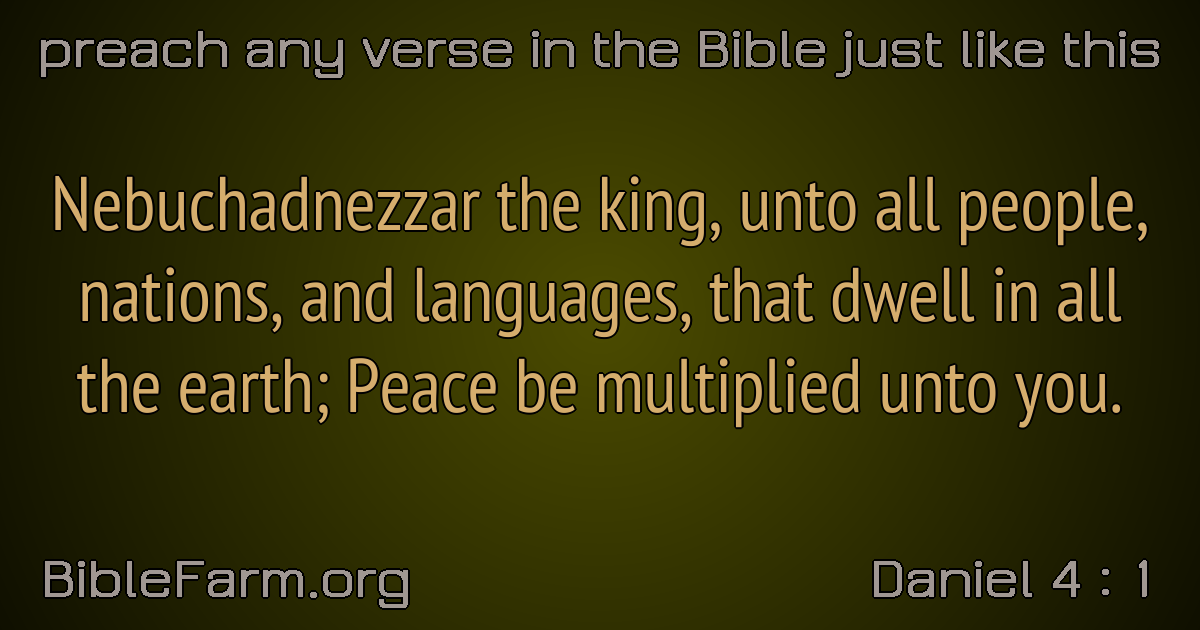 preach any verse in the Bible just like this
Nebuchadnezzar the king, unto all people,
nations, and languages, that dwell in all
the earth; Peace be multiplied unto you.
BibleFarm.org
Daniel 4 : 1